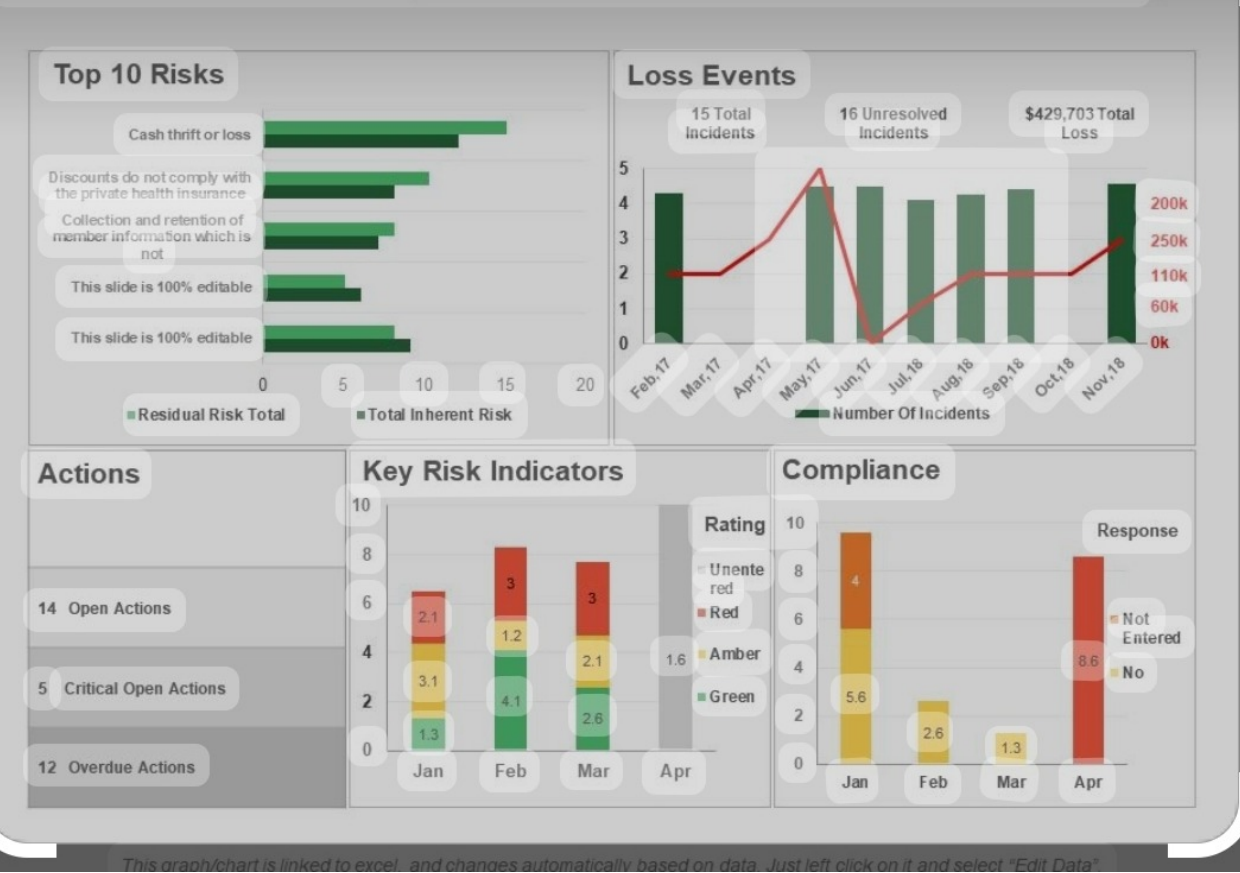 Top 10 Risks
Cash thrift or loss
Discounts do not comply with
the private health insurance
Collection and retention of
member information which is
not
This slide is 100% editable
This slide is 100% editable
0 5 10 15 20
Residual Risk Total Total Inherent Risk
Loss Events
15 Total
Incidents
16 Unresolved
Incidents
$429,703 Total
Loss
5
4
3
2
1
0
200k
250k
110k
60k
0k
Feb,17 Mar,17 Apr,17 May,17 Jun,17 Jul,18 Aug,18 Sep,18 Oct,18 Nov,18
Number Of Incidents
Actions
14 Open Actions
5 Critical Open Actions
12 Overdue Actions
Key Risk Indicators
10
8
6
4
2
0
2.1
3.1
1.3
3
1.2
4.1
3
2.1
2.6
1.6
Jan Feb Mar Apr
Rating
Unente
red
Red
Amber
Green
Compliance
10
8
6
4
2
0
4
5.6
2.6
1.3
8.6
Jan Feb Mar Apr
Response
Not
Entered
No
This graph/chart is linked to excel, and changes automatically based on data. Just left click on it and select “Edit Data”.